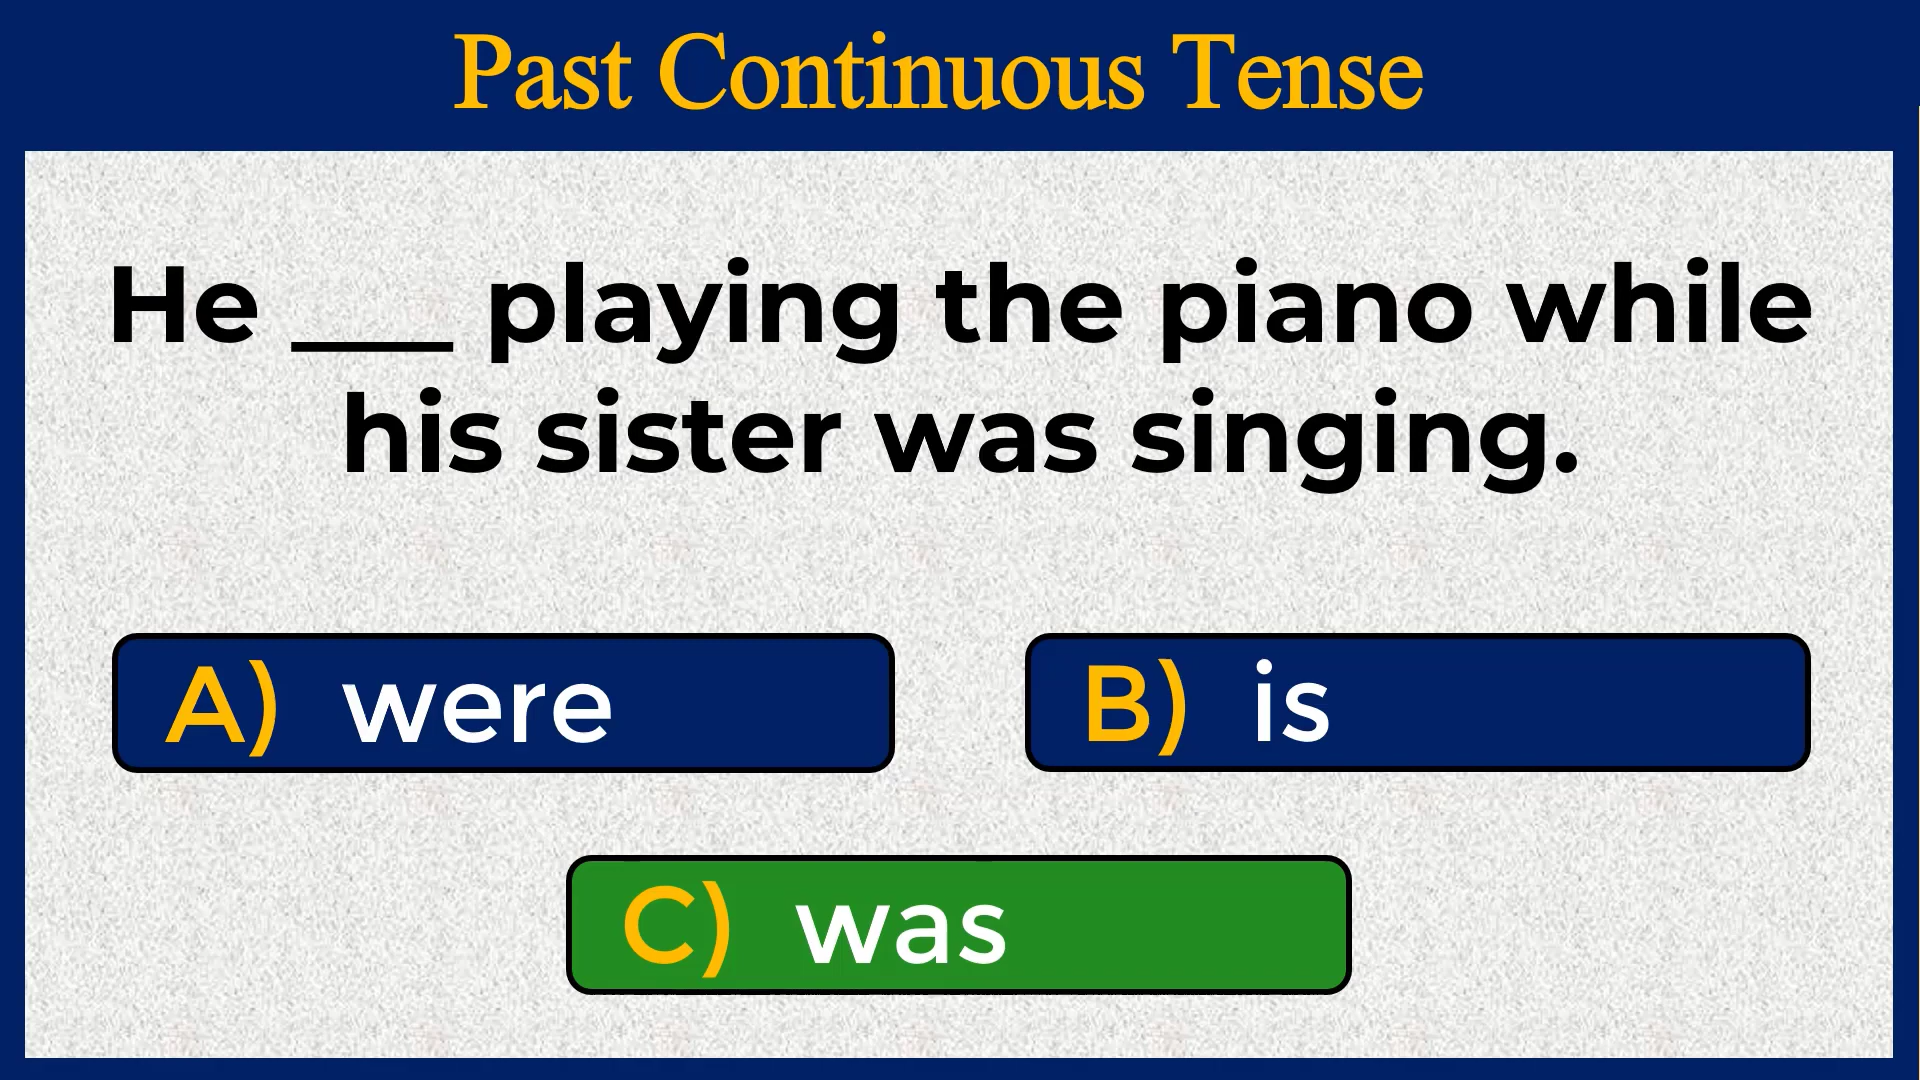 Past Continuous Tense
He ___ playing the piano while
his sister was singing.
A) were
B) is
C) was